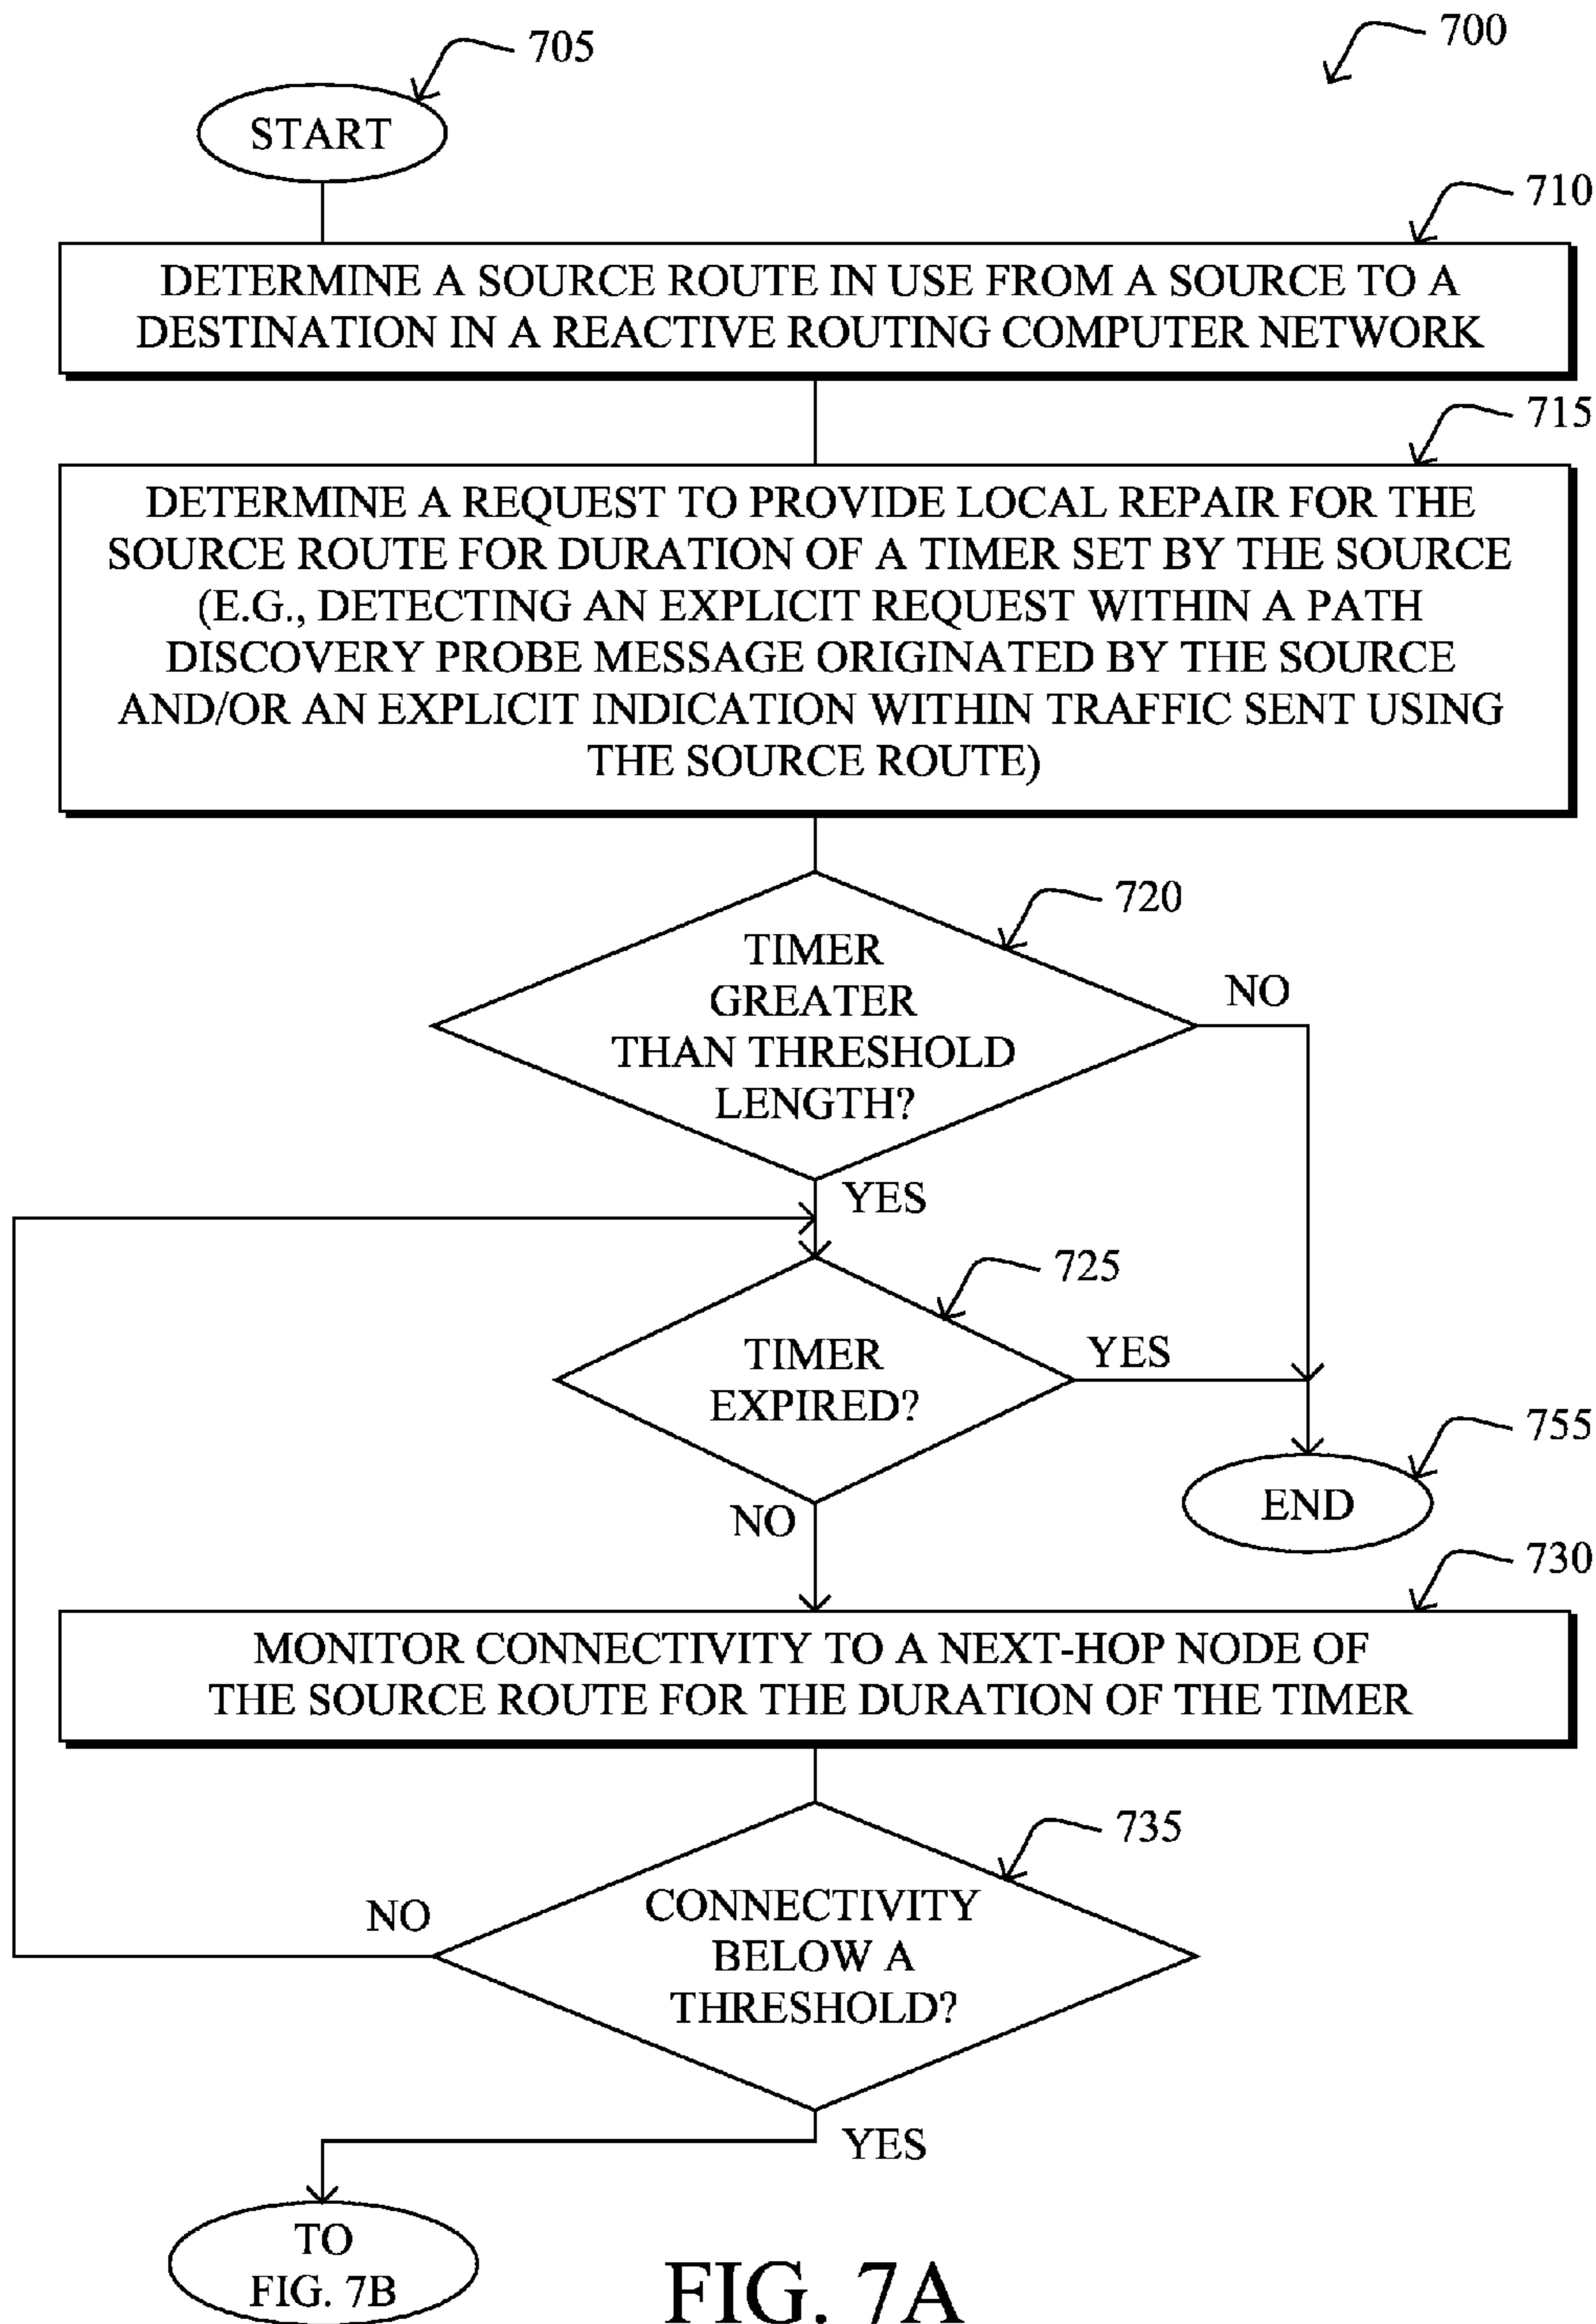 700
705
START
710
DETERMINE A SOURCE ROUTE IN USE FROM A SOURCE TO A
DESTINATION IN A REACTIVE ROUTING COMPUTER NETWORK
715
DETERMINE A REQUEST TO PROVIDE LOCAL REPAIR FOR THE
SOURCE ROUTE FOR DURATION OF A TIMER SET BY THE SOURCE
(E.G., DETECTING AN EXPLICIT REQUEST WITHIN A PATH
DISCOVERY PROBE MESSAGE ORIGINATED BY THE SOURCE
AND/OR AN EXPLICIT INDICATION WITHIN TRAFFIC SENT USING
THE SOURCE ROUTE)
720
TIMER
GREATER
THAN THRESHOLD
LENGTH?
NO
YES
725
TIMER
EXPIRED?
YES
NO
755
END
730
MONITOR CONNECTIVITY TO A NEXT-HOP NODE OF
THE SOURCE ROUTE FOR THE DURATION OF THE TIMER
735
CONNECTIVITY
BELOW A
THRESHOLD?
NO
YES
TO
FIG. 7B
FIG. 7A